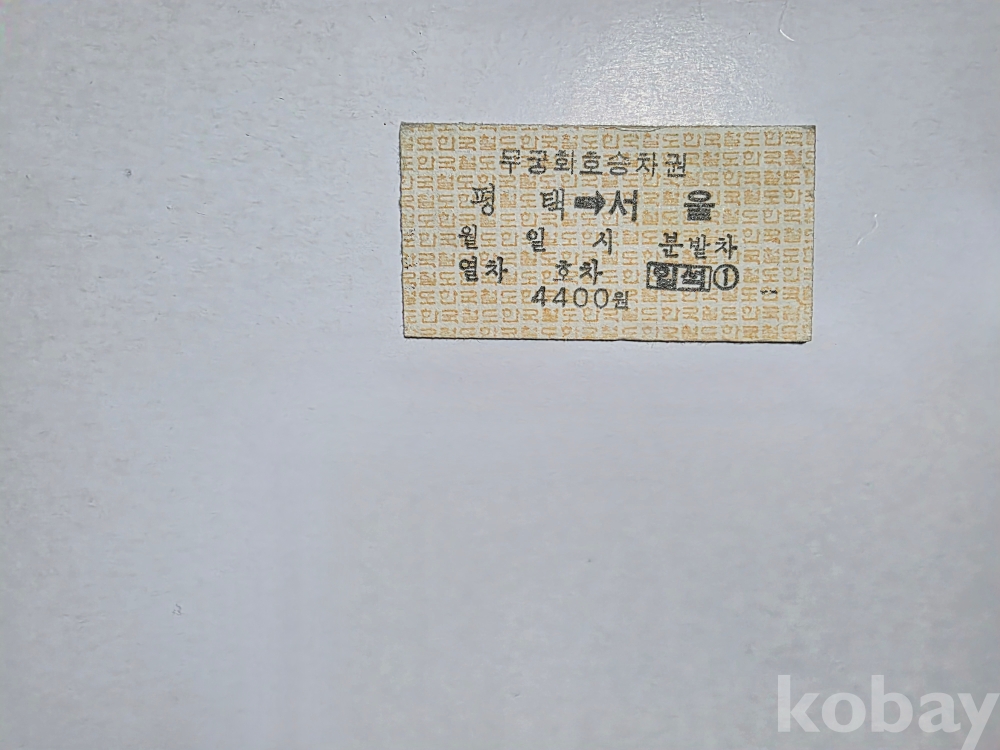 무궁화호승차권
평 택 ➡ 서 울
월 일 시 분발차
열차 호차 입석 ①
4400원
kobay